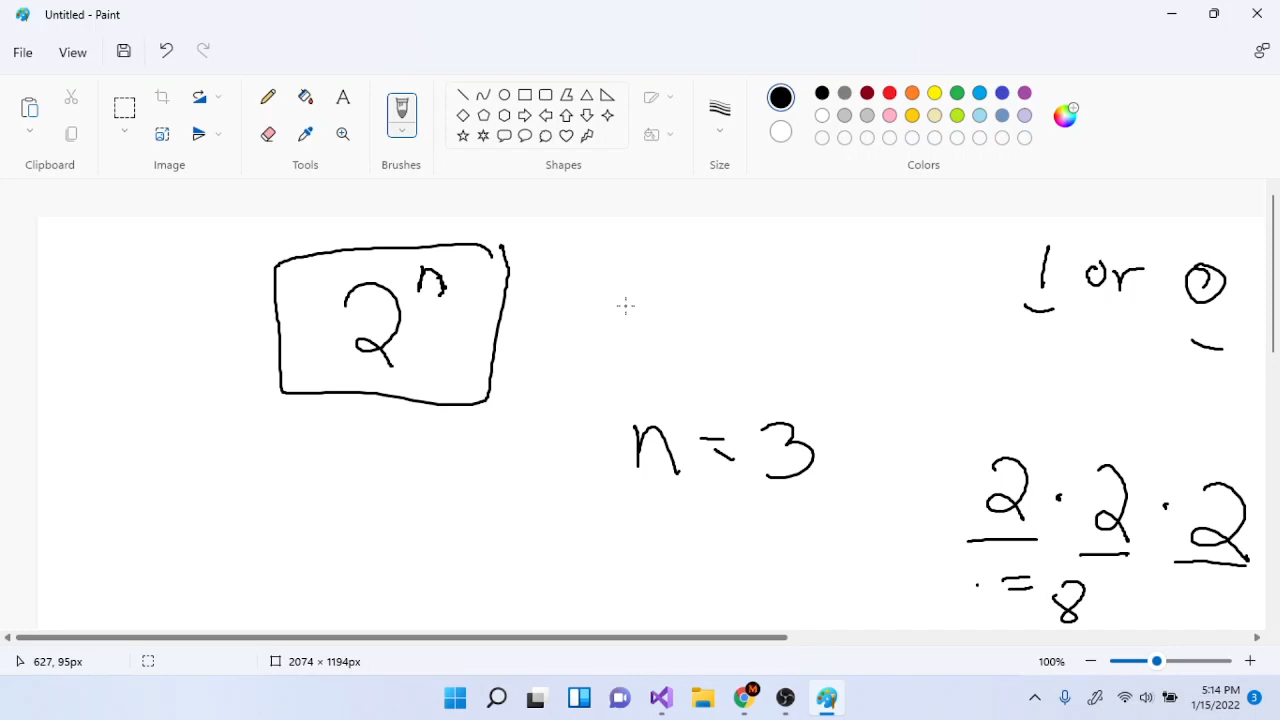 Untitled - Paint
File View
Clipboard Image Tools Brushes Shapes Size Colors
2^n
1 or 0
n = 3
2 · 2 · 2
. = 8
627, 95px 2074 × 1194px 100%
5:14 PM
1/15/2022 3